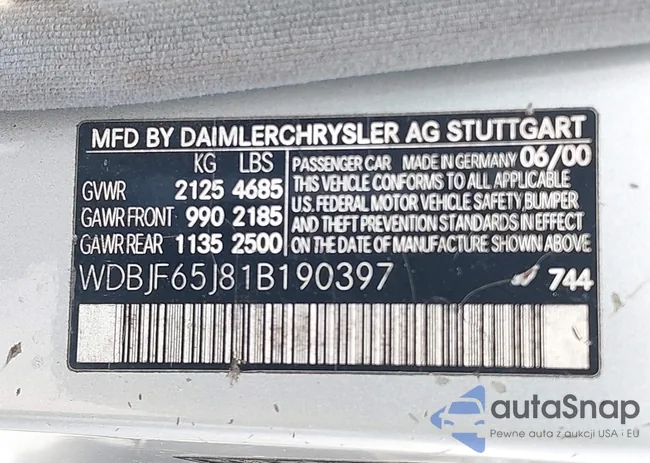 MFD BY DAIMLERCHRYSLER AG STUTTGART
KG LBS
GVWR 2125 4685
GAWR FRONT 990 2185
GAWR REAR 1135 2500
PASSENGER CAR MADE IN GERMANY 06/00
THIS VEHICLE CONFORMS TO ALL APPLICABLE
U.S. FEDERAL MOTOR VEHICLE SAFETY, BUMPER
AND THEFT PREVENTION STANDARDS IN EFFECT
ON THE DATE OF MANUFACTURE SHOWN ABOVE
WDBJF65J81B190397
744
autaSnap
Pewne auta z aukcji USA i EU